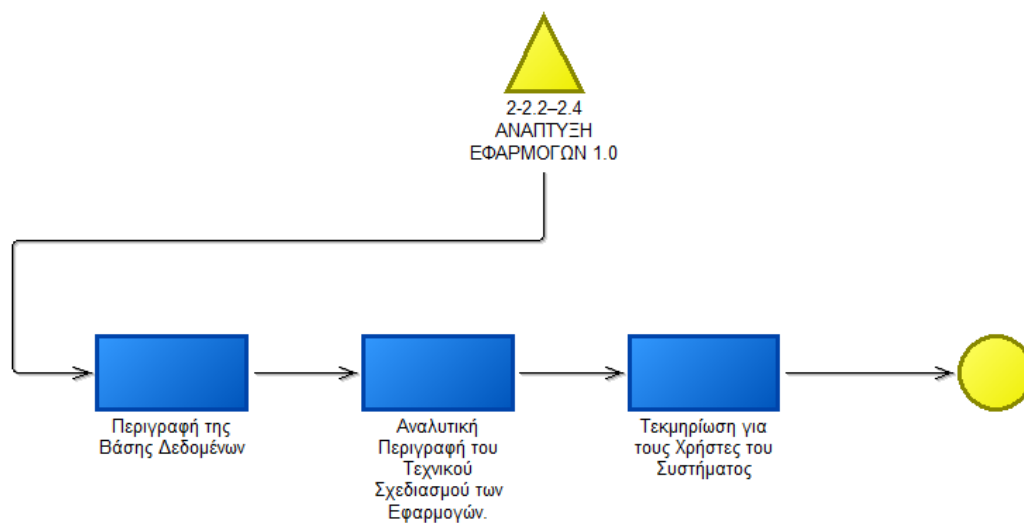 2-2.2–2.4
ΑΝΑΠΤΥΞΗ
ΕΦΑΡΜΟΓΩΝ 1.0
Περιγραφή της
Βάσης Δεδομένων
Αναλυτική
Περιγραφή του
Τεχνικού
Σχεδιασμού των
Εφαρμογών.
Τεκμηρίωση για
τους Χρήστες του
Συστήματος